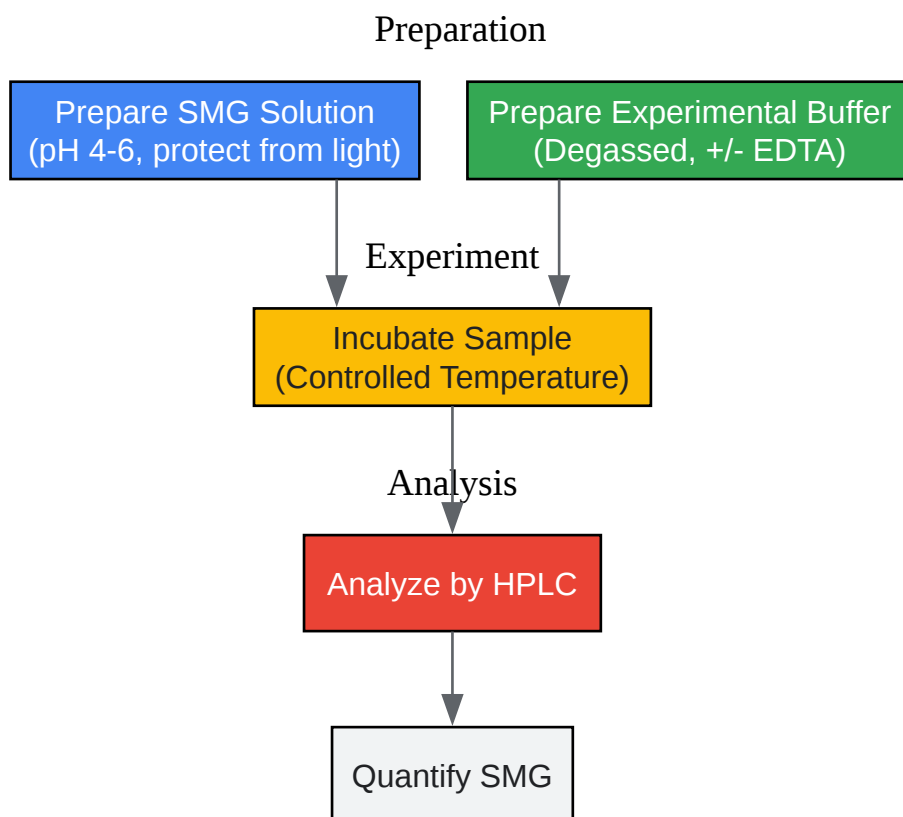 Preparation
Prepare SMG Solution
(pH 4-6, protect from light)
Prepare Experimental Buffer
(Degassed, +/- EDTA)
Experiment
Incubate Sample
(Controlled Temperature)
Analysis
Analyze by HPLC
Quantify SMG